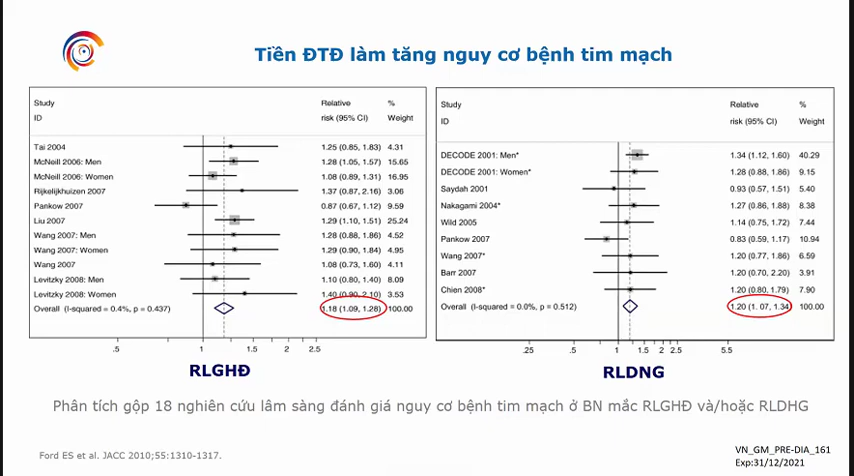 Tiền ĐTĐ làm tăng nguy cơ bệnh tim mạch
Study Relative %
ID risk (95% CI) Weight
Tai 2004 1.25 (0.85, 1.83) 4.31
McNeill 2006: Men 1.28 (1.05, 1.57) 15.65
McNeill 2006: Women 1.08 (0.89, 1.31) 16.95
Rijkelijkhuizen 2007 1.37 (0.87, 2.16) 3.06
Pankow 2007 0.87 (0.67, 1.12) 9.59
Liu 2007 1.29 (1.10, 1.51) 25.24
Wang 2007: Men 1.28 (0.88, 1.86) 4.52
Wang 2007: Women 1.29 (0.90, 1.84) 4.95
Wang 2007 1.08 (0.73, 1.60) 4.11
Levitzky 2008: Men 1.10 (0.80, 1.40) 8.09
Levitzky 2008: Women 1.40 (0.90, 2.10) 3.53
Overall (I-squared = 0.4%, p = 0.437) 1.18 (1.09, 1.28) 100.00
.5 1 1.5 2 2.5
RLGHĐ
Study Relative %
ID risk (95% CI) Weight
DECODE 2001: Men* 1.34 (1.12, 1.60) 40.29
DECODE 2001: Women* 1.28 (0.88, 1.86) 9.15
Saydah 2001 0.93 (0.57, 1.51) 5.40
Nakagami 2004* 1.27 (0.86, 1.88) 8.38
Wild 2005 1.14 (0.75, 1.72) 7.44
Pankow 2007 0.83 (0.59, 1.17) 10.94
Wang 2007* 1.20 (0.77, 1.86) 6.59
Barr 2007 1.20 (0.70, 2.20) 3.91
Chien 2008* 1.20 (0.80, 1.79) 7.90
Overall (I-squared = 0.0%, p = 0.512) 1.20 (1.07, 1.34) 100.00
.25 .5 1 1.5 2 2.5 5.5
RLDNG
Phân tích gộp 18 nghiên cứu lâm sàng đánh giá nguy cơ bệnh tim mạch ở BN mắc RLGHĐ và/hoặc RLDHG
Ford ES et al. JACC 2010;55:1310-1317.
VN_GM_PRE-DIA_161
Exp:31/12/2021